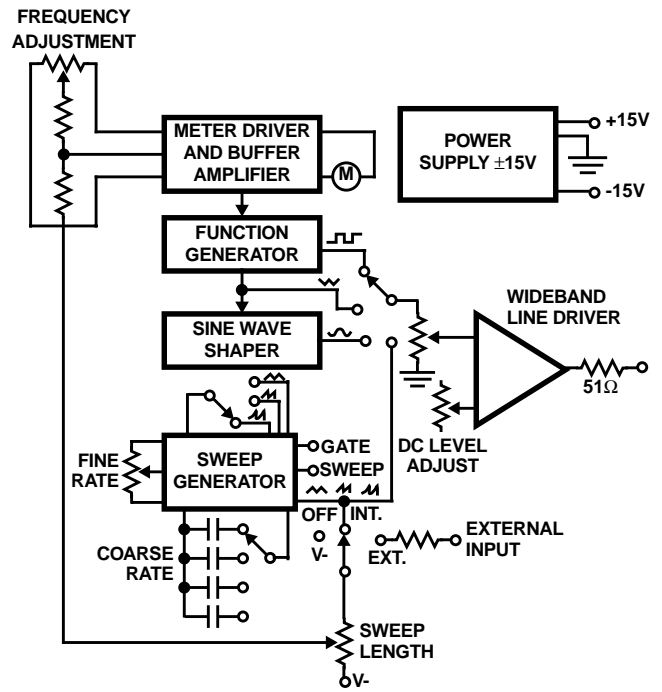 FREQUENCY
ADJUSTMENT
METER DRIVER
AND BUFFER
AMPLIFIER
M
POWER
SUPPLY ±15V
+15V
-15V
FUNCTION
GENERATOR
SINE WAVE
SHAPER
WIDEBAND
LINE DRIVER
51Ω
DC LEVEL
ADJUST
FINE
RATE
SWEEP
GENERATOR
GATE
SWEEP
OFF
INT.
V-
EXT.
EXTERNAL
INPUT
COARSE
RATE
SWEEP
LENGTH
V-